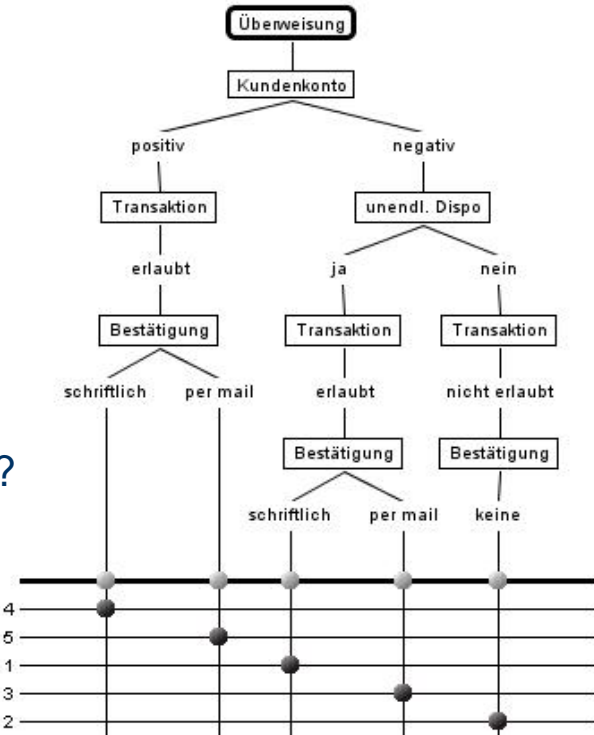 Überweisung
Kundenkonto
positiv negativ
Transaktion unendl. Dispo
erlaubt ja nein
Bestätigung Transaktion Transaktion
schriftlich per mail erlaubt nicht erlaubt
?
Bestätigung Bestätigung
schriftlich per mail keine
4
5
1
3
2